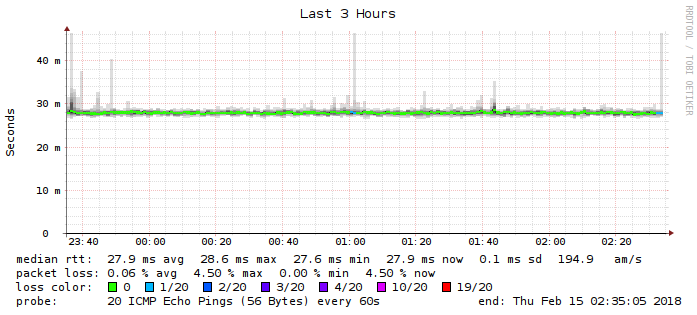 Last 3 Hours
RRDTOOL / TOBI OETIKER
Seconds
40 m
30 m
20 m
10 m
0
23:40 00:00 00:20 00:40 01:00 01:20 01:40 02:00 02:20
median rtt: 27.9 ms avg 28.6 ms max 27.6 ms min 27.9 ms now 0.1 ms sd 194.9 am/s
packet loss: 0.06 % avg 4.50 % max 0.00 % min 4.50 % now
loss color: 0 1/20 2/20 3/20 4/20 10/20 19/20
probe: 20 ICMP Echo Pings (56 Bytes) every 60s end: Thu Feb 15 02:35:05 2018